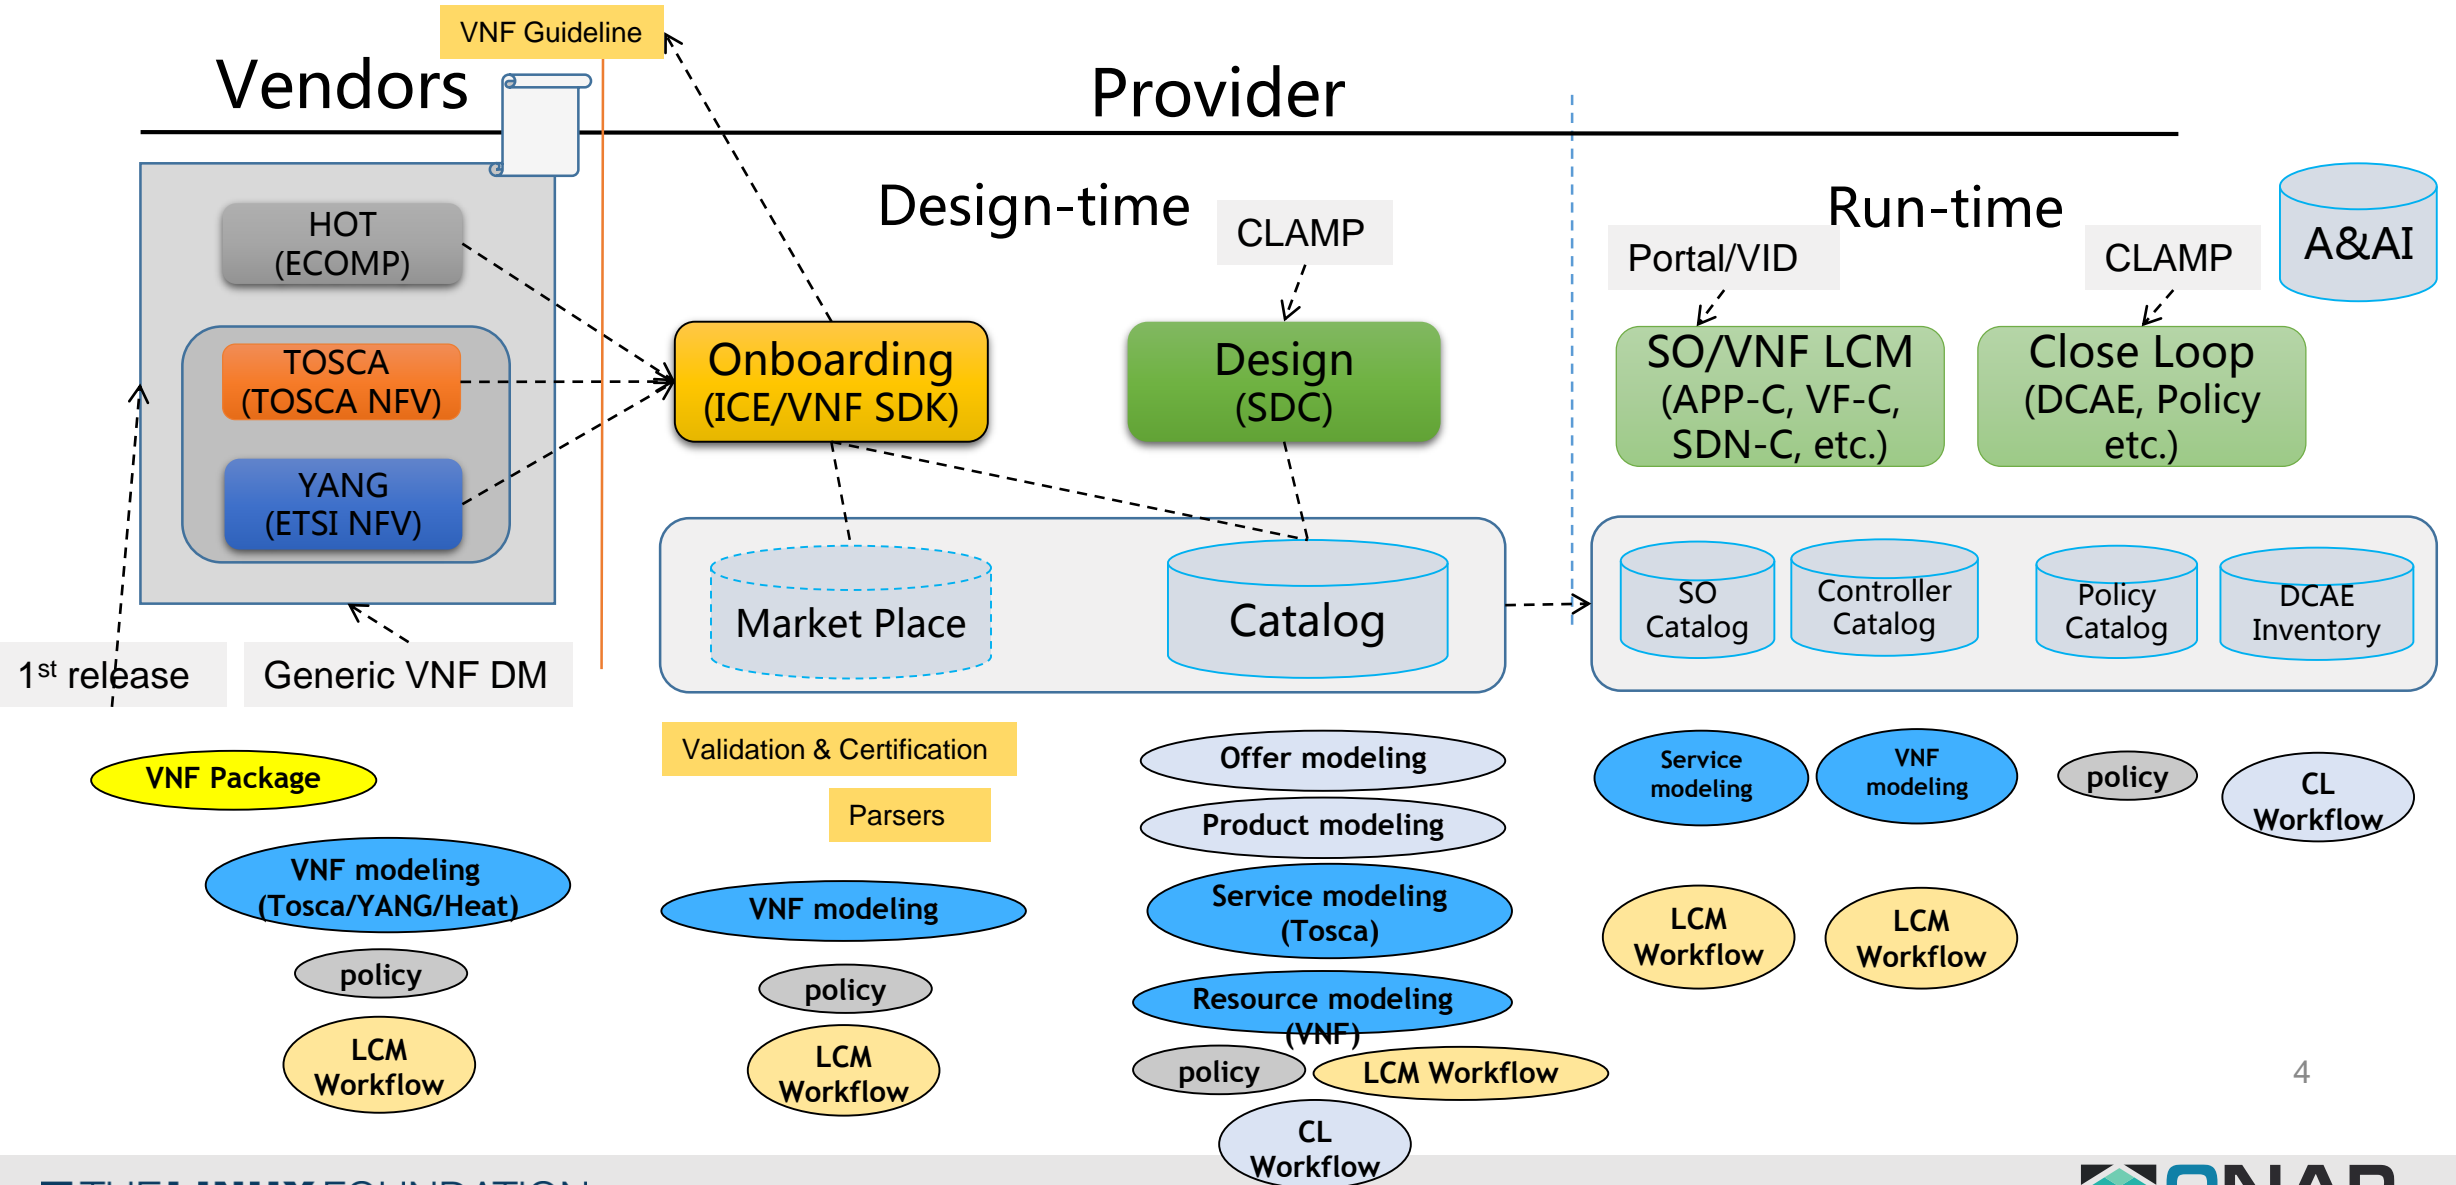 VNF Guideline
Vendors
Provider
Design-time
Run-time
HOT
(ECOMP)
TOSCA
(TOSCA NFV)
YANG
(ETSI NFV)
1st release
Generic VNF DM
Onboarding
(ICE/VNF SDK)
CLAMP
Design
(SDC)
Market Place
Catalog
Portal/VID
CLAMP
A&AI
SO/VNF LCM
(APP-C, VF-C,
SDN-C, etc.)
Close Loop
(DCAE, Policy
etc.)
SO
Catalog
Controller
Catalog
Policy
Catalog
DCAE
Inventory
VNF Package
VNF modeling
(Tosca/YANG/Heat)
policy
LCM
Workflow
Validation & Certification
Parsers
VNF modeling
policy
LCM
Workflow
Offer modeling
Product modeling
Service modeling
(Tosca)
Resource modeling
(VNF)
policy
LCM Workflow
CL
Workflow
Service
modeling
VNF
modeling
policy
CL
Workflow
LCM
Workflow
LCM
Workflow
4
THE LINUX FOUNDATION
ONAP